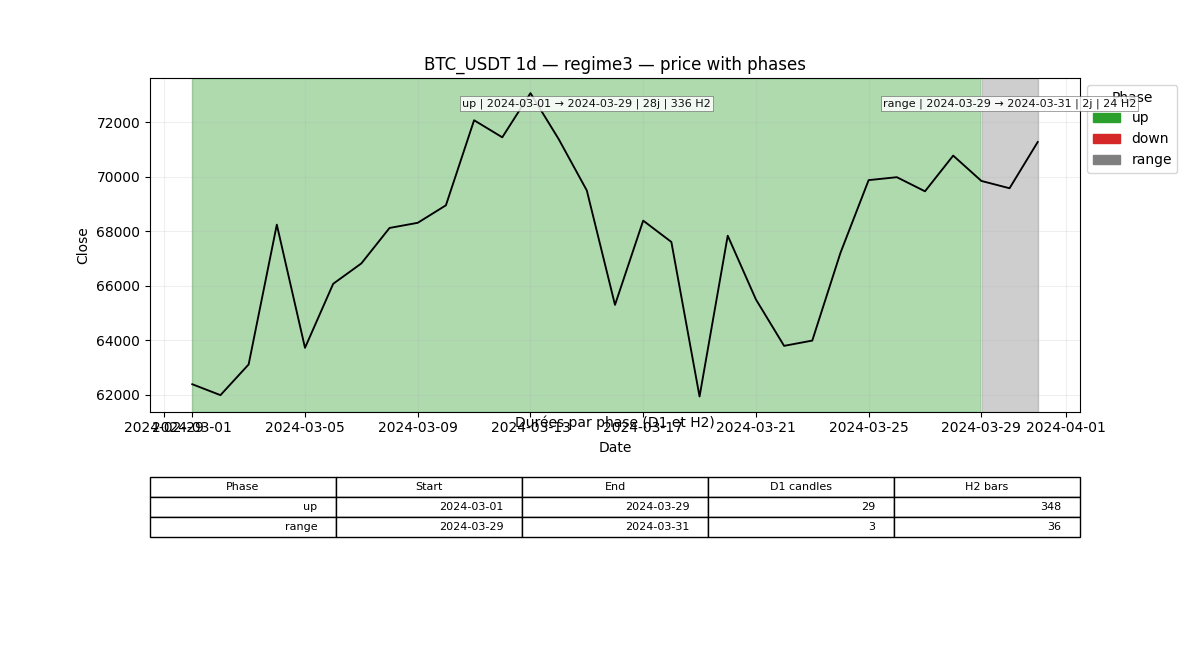 BTC_USDT 1d — regime3 — price with phases
up | 2024-03-01 → 2024-03-29 | 28j | 336 H2
range | 2024-03-29 → 2024-03-31 | 2j | 24 H2
Phase
up
down
range
Close
72000
70000
68000
66000
64000
62000
Durées par phase (D1 et H2)
2024-02-29 2024-03-01 2024-03-05 2024-03-09 2024-03-13 2024-03-17 2024-03-21 2024-03-25 2024-03-29 2024-04-01
Date
Phase Start End D1 candles H2 bars
up 2024-03-01 2024-03-29 29 348
range 2024-03-29 2024-03-31 3 36